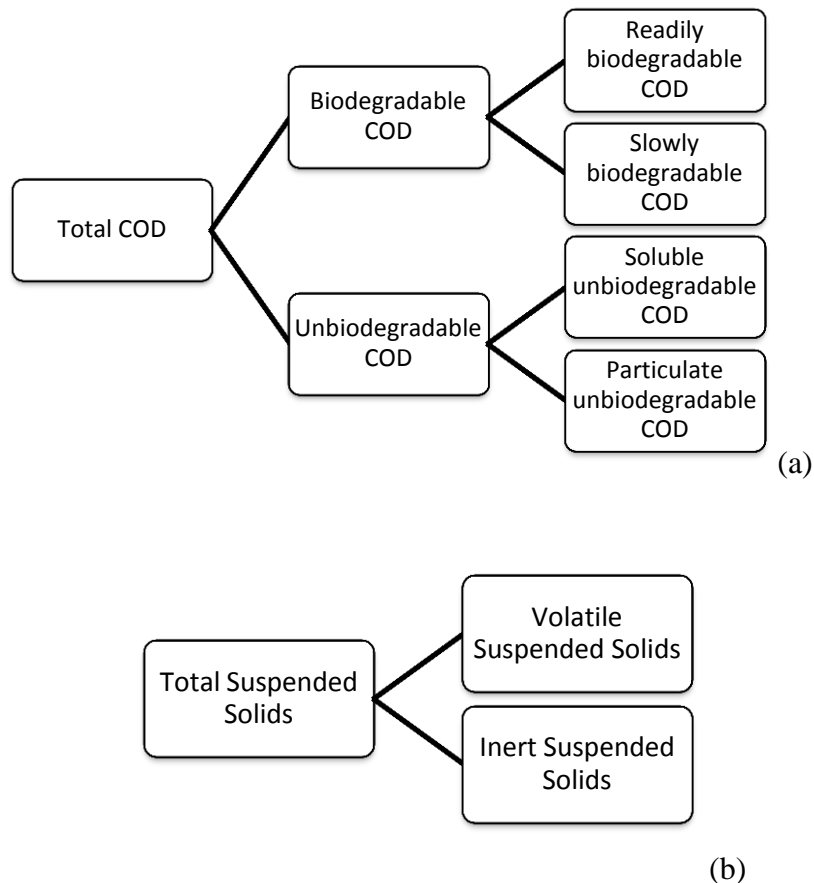 Readily
biodegradable
COD
Biodegradable
COD
Slowly
biodegradable
COD
Total COD
Soluble
unbiodegradable
COD
Unbiodegradable
COD
Particulate
unbiodegradable
COD
(a)
Volatile
Suspended Solids
Total Suspended
Solids
Inert Suspended
Solids
(b)